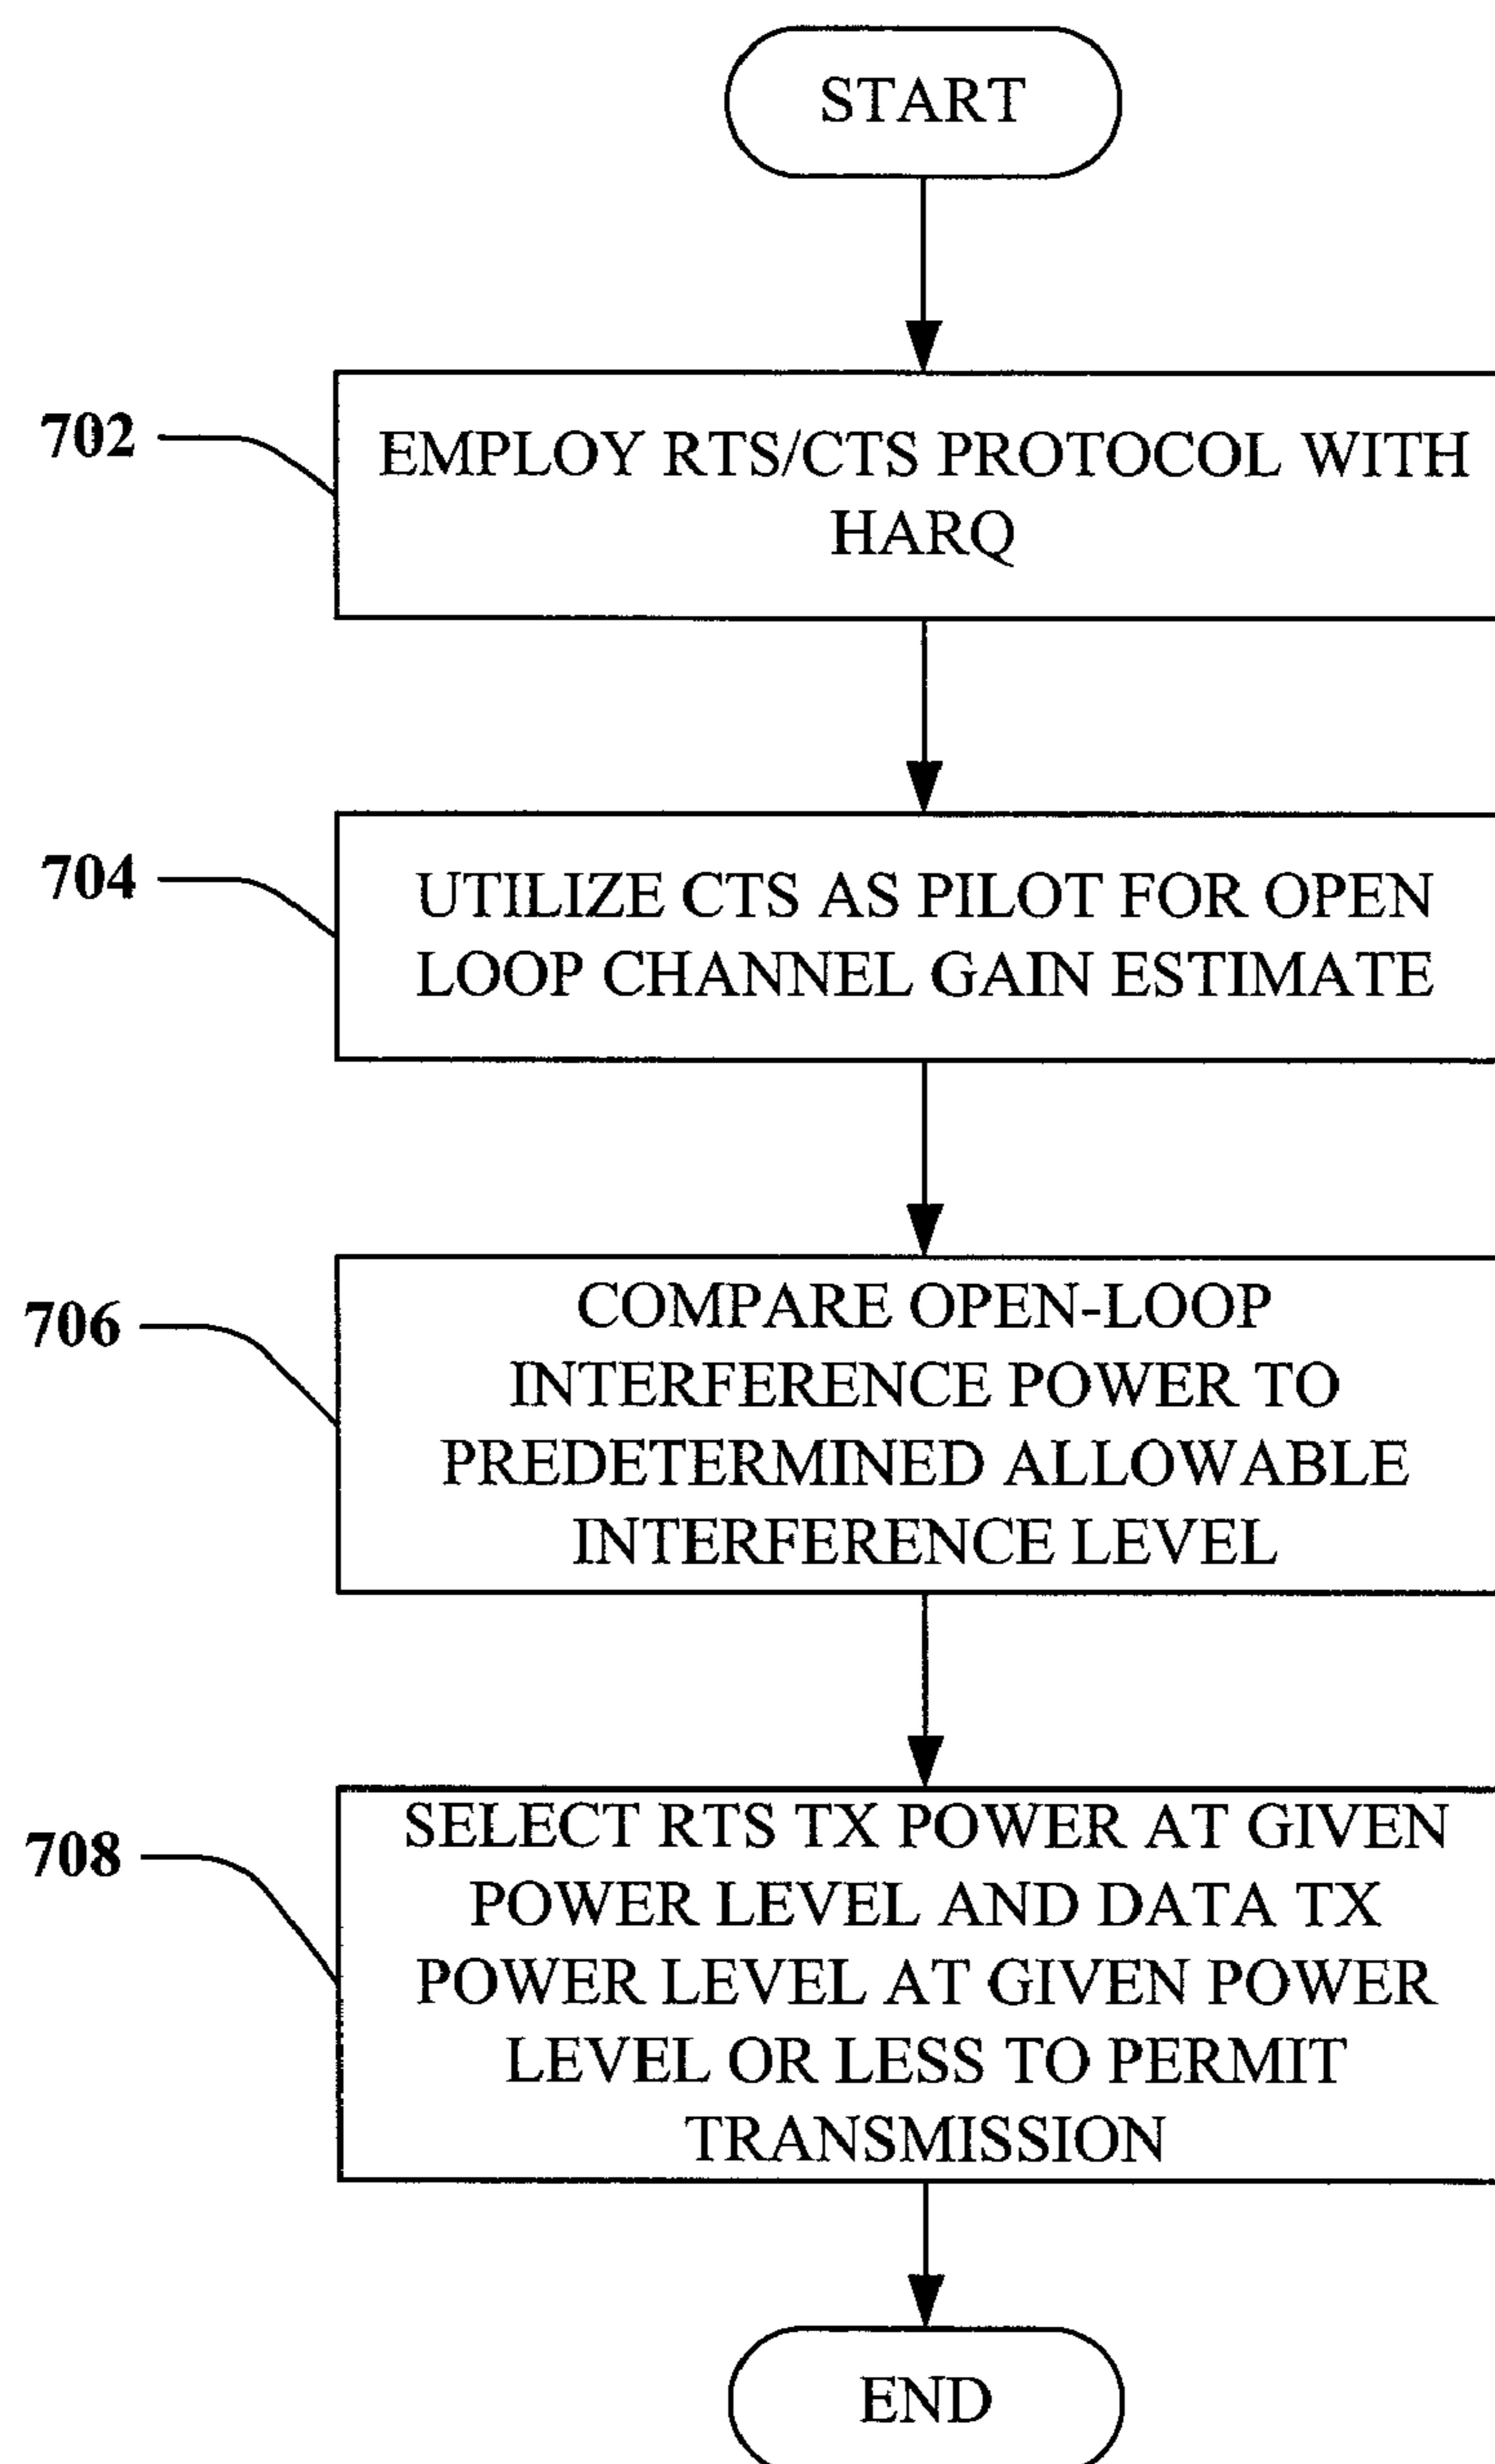 START
702
EMPLOY RTS/CTS PROTOCOL WITH
HARQ
704
UTILIZE CTS AS PILOT FOR OPEN
LOOP CHANNEL GAIN ESTIMATE
706
COMPARE OPEN-LOOP
INTERFERENCE POWER TO
PREDETERMINED ALLOWABLE
INTERFERENCE LEVEL
708
SELECT RTS TX POWER AT GIVEN
POWER LEVEL AND DATA TX
POWER LEVEL AT GIVEN POWER
LEVEL OR LESS TO PERMIT
TRANSMISSION
END